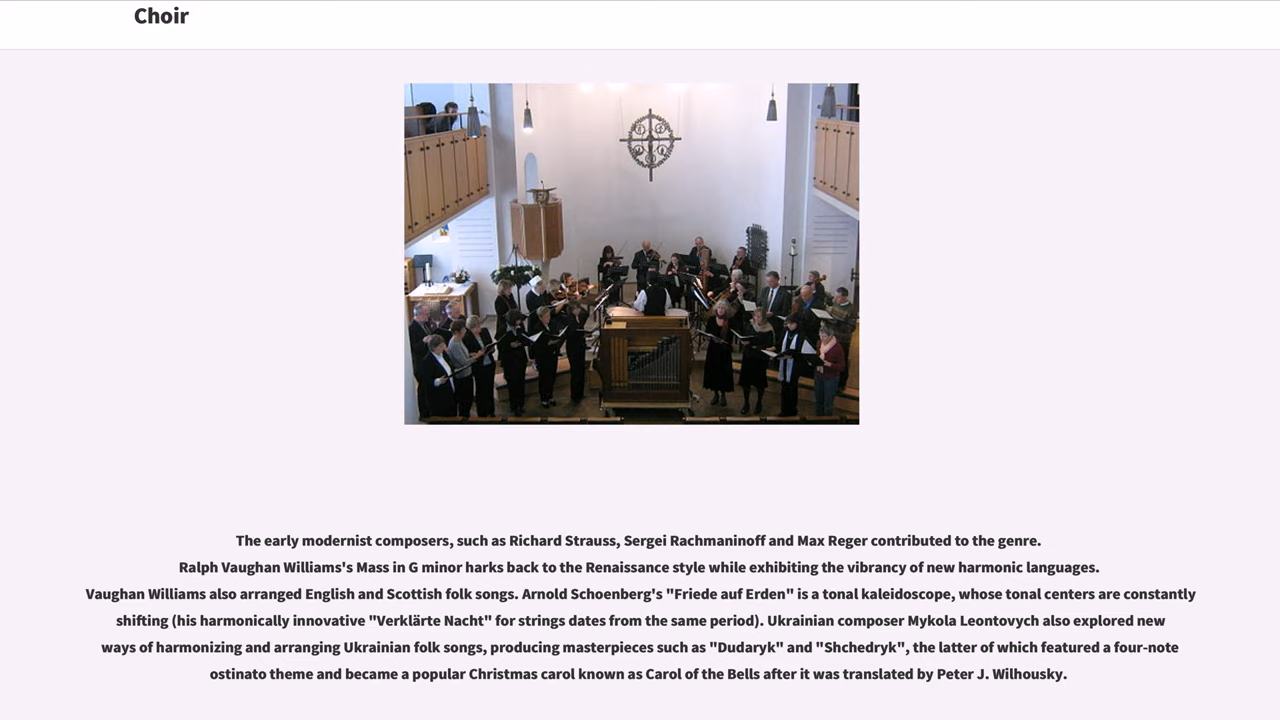 Choir
The early modernist composers, such as Richard Strauss, Sergei Rachmaninoff and Max Reger contributed to the genre.
Ralph Vaughan Williams's Mass in G minor harks back to the Renaissance style while exhibiting the vibrancy of new harmonic languages.
Vaughan Williams also arranged English and Scottish folk songs. Arnold Schoenberg's "Friede auf Erden" is a tonal kaleidoscope, whose tonal centers are constantly
shifting (his harmonically innovative "Verklärte Nacht" for strings dates from the same period). Ukrainian composer Mykola Leontovych also explored new
ways of harmonizing and arranging Ukrainian folk songs, producing masterpieces such as "Dudaryk" and "Shchedryk", the latter of which featured a four-note
ostinato theme and became a popular Christmas carol known as Carol of the Bells after it was translated by Peter J. Wilhousky.